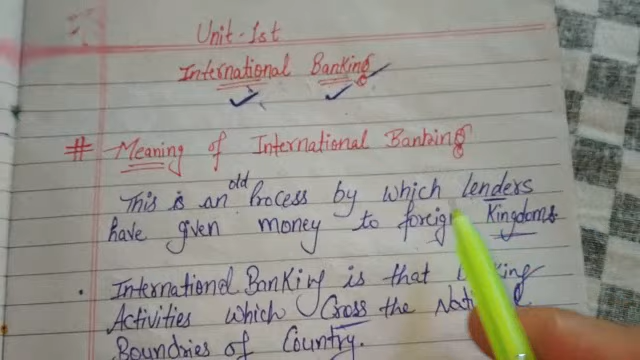 Unit-1st
International Banking
# Meaning of International Banking
This is an old Process by which lenders
have given money to foreign Kingdoms
· International Banking is that
Activities which Cross the
Boundries of Country.